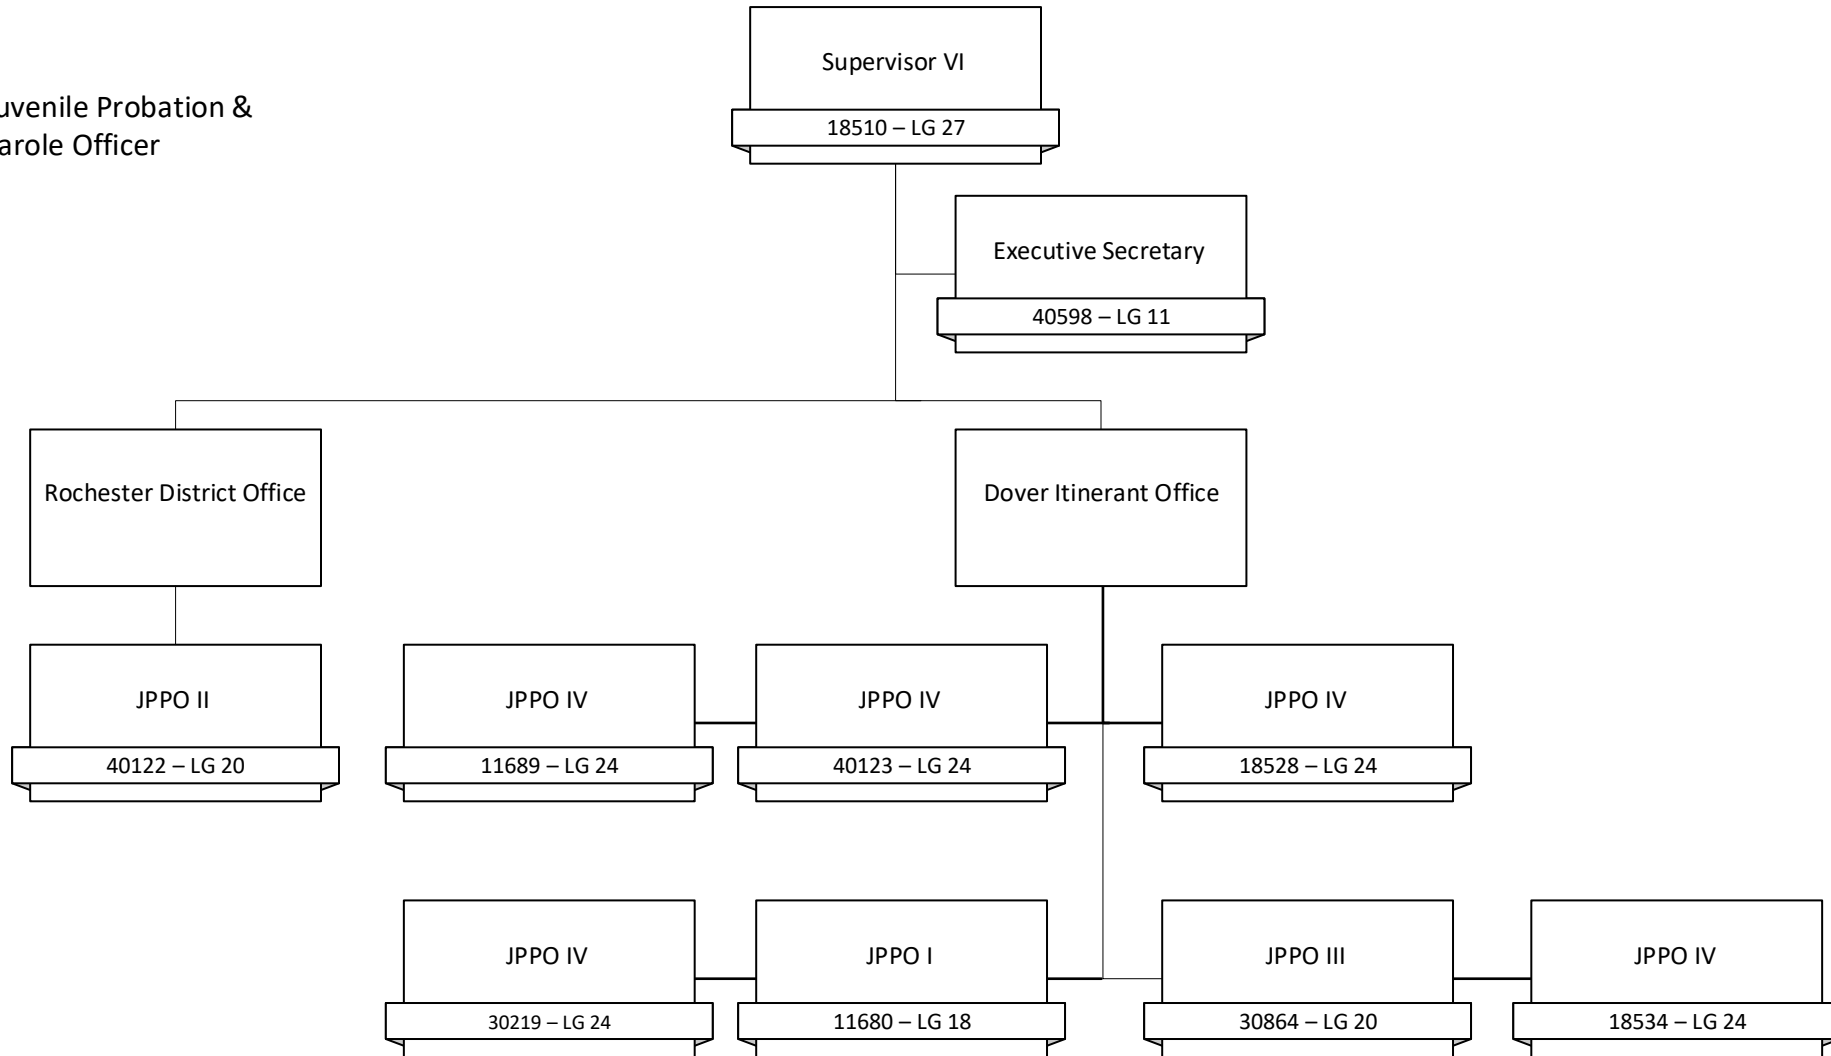 Supervisor VI
18510 – LG 27
uvenile Probation &
arole Officer
Executive Secretary
40598 – LG 11
Rochester District Office
Dover Itinerant Office
JPPO II
40122 – LG 20
JPPO IV
11689 – LG 24
JPPO IV
40123 – LG 24
JPPO IV
18528 – LG 24
JPPO IV
30219 – LG 24
JPPO I
11680 – LG 18
JPPO III
30864 – LG 20
JPPO IV
18534 – LG 24